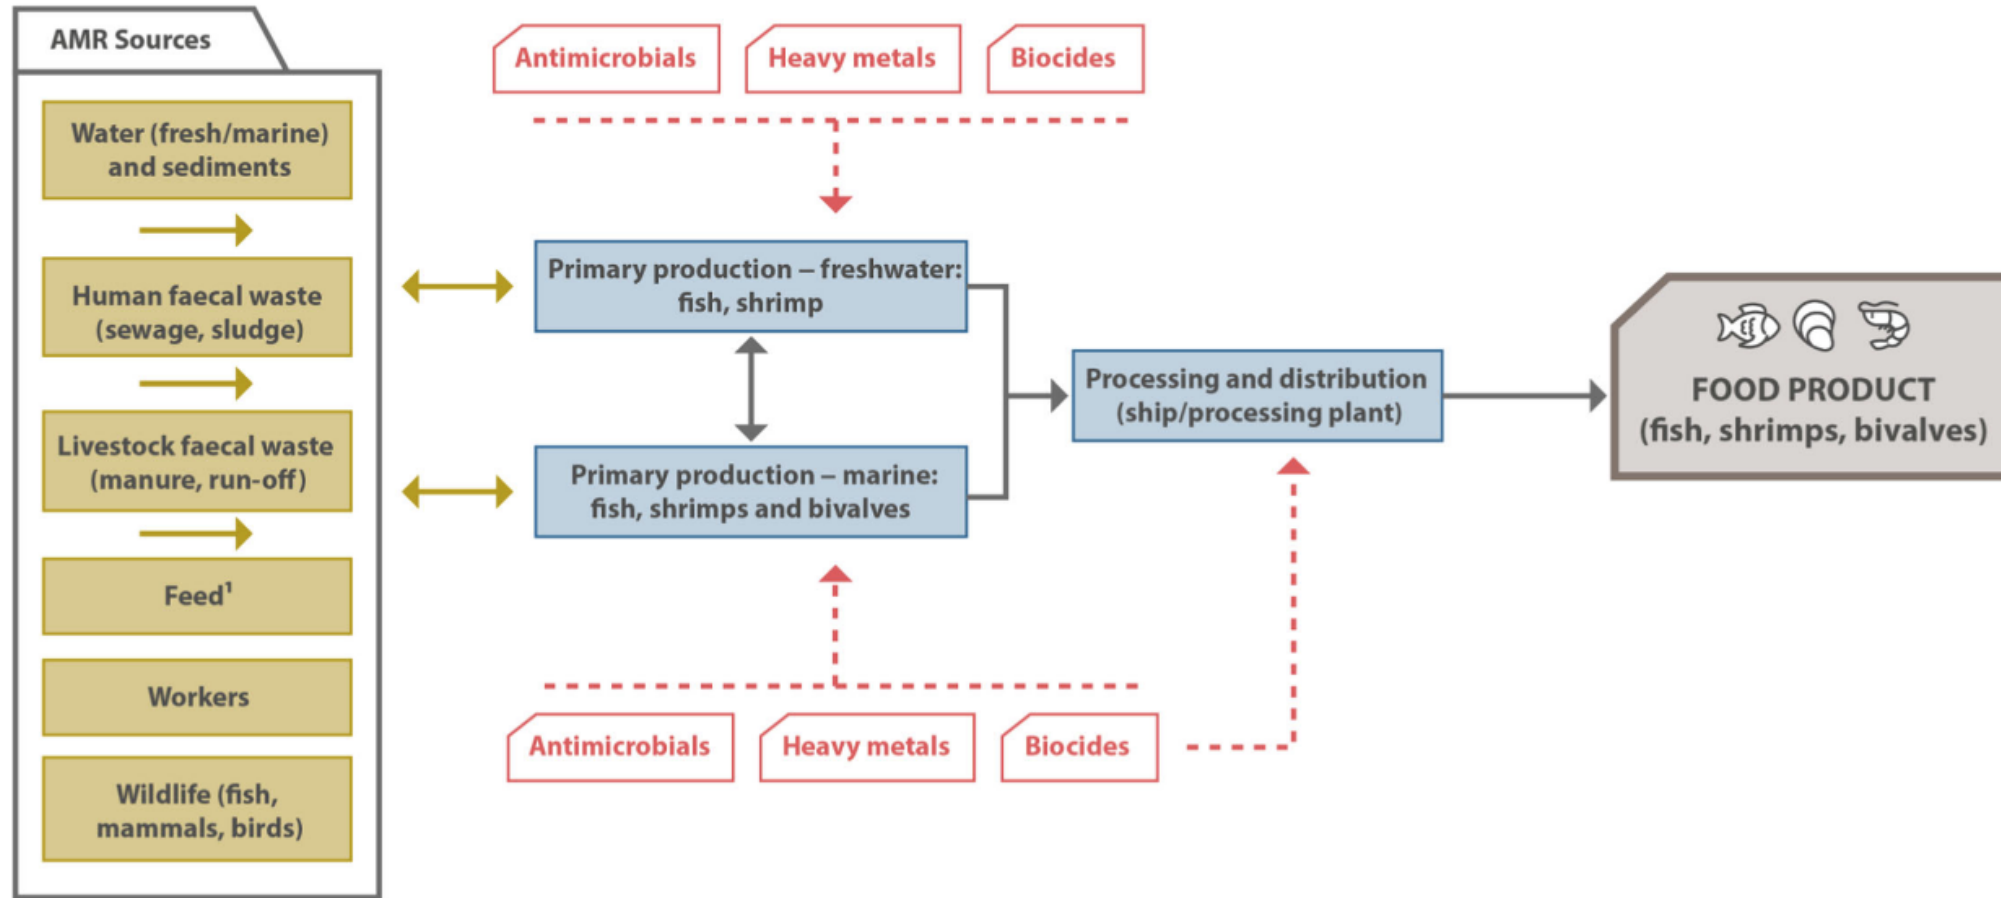 AMR Sources
Water (fresh/marine)
and sediments
Human faecal waste
(sewage, sludge)
Livestock faecal waste
(manure, run-off)
Feed¹
Workers
Wildlife (fish,
mammals, birds)
Antimicrobials
Heavy metals
Biocides
Primary production – freshwater:
fish, shrimp
Primary production – marine:
fish, shrimps and bivalves
Antimicrobials
Heavy metals
Biocides
Processing and distribution
(ship/processing plant)
FOOD PRODUCT
(fish, shrimps, bivalves)